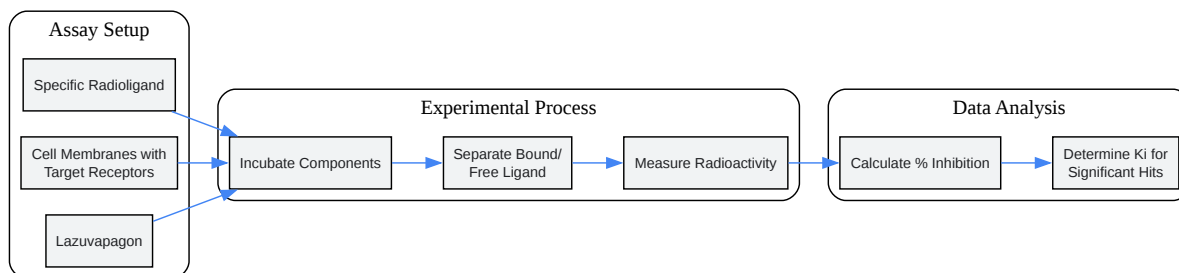 Assay Setup
Specific Radioligand
Cell Membranes with
Target Receptors
Lazuvapagon
Experimental Process
Incubate Components
Separate Bound/
Free Ligand
Measure Radioactivity
Data Analysis
Calculate % Inhibition
Determine Ki for
Significant Hits